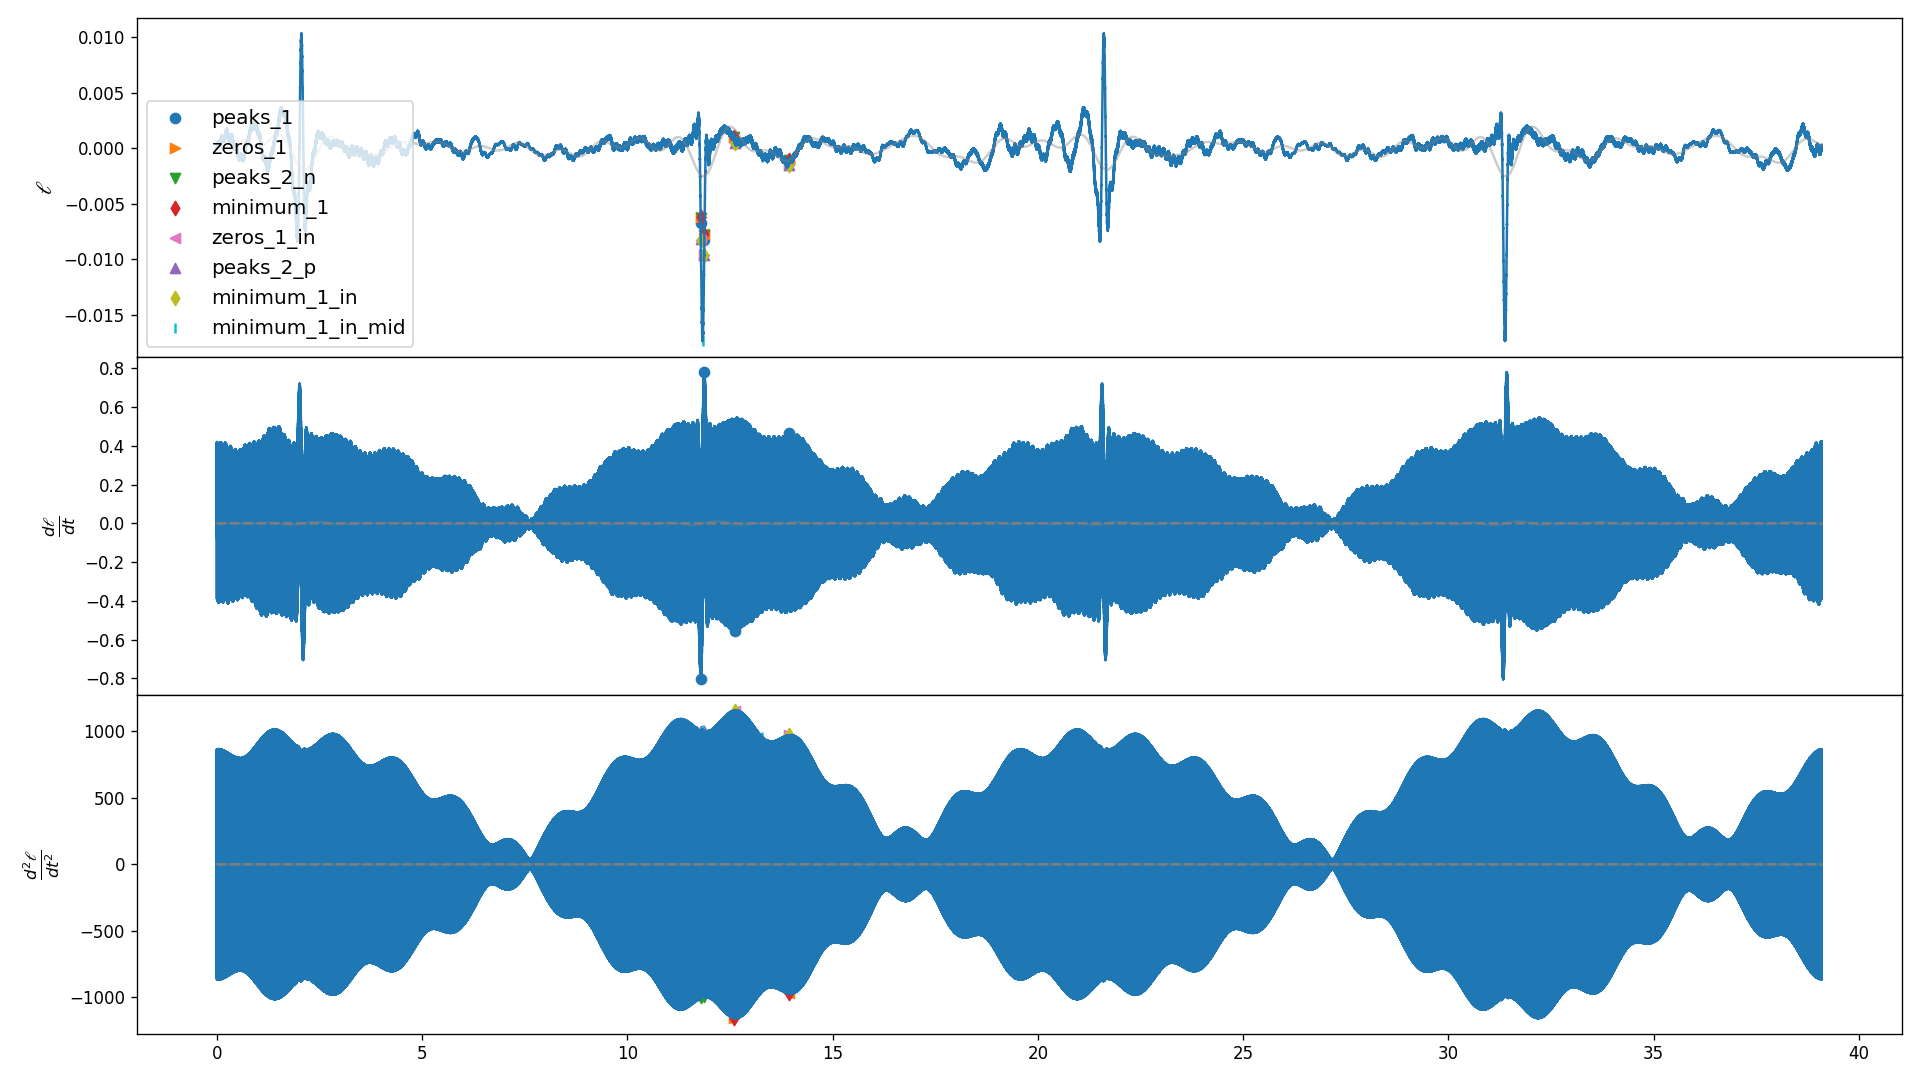 0.010
0.005
0.000
−0.005
−0.010
−0.015
ℓ
peaks_1
zeros_1
peaks_2_n
minimum_1
zeros_1_in
peaks_2_p
minimum_1_in
minimum_1_in_mid
0.8
0.6
0.4
0.2
0.0
−0.2
−0.4
−0.6
−0.8
dℓ
dt
1000
500
0
−500
−1000
d²ℓ
dt²
0 5 10 15 20 25 30 35 40